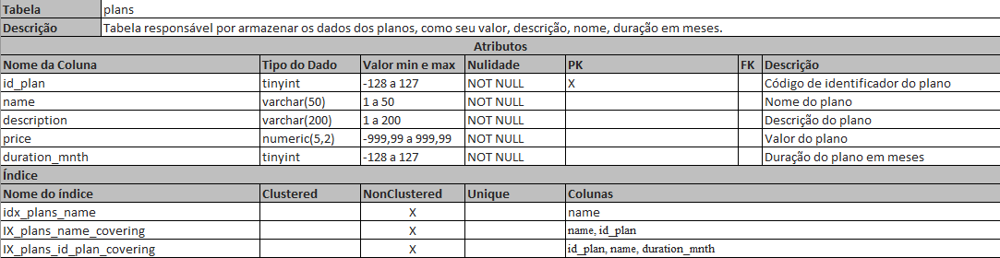 Tabela plans
Descrição Tabela responsável por armazenar os dados dos planos, como seu valor, descrição, nome, duração em meses.
Atributos
Nome da Coluna Tipo do Dado Valor min e max Nulidade PK FK Descrição
id_plan tinyint -128 a 127 NOT NULL X Código de identificador do plano
name varchar(50) 1 a 50 NOT NULL Nome do plano
description varchar(200) 1 a 200 NOT NULL Descrição do plano
price numeric(5,2) -999,99 a 999,99 NOT NULL Valor do plano
duration_mnth tinyint -128 a 127 NOT NULL Duração do plano em meses
Índice
Nome do índice Clustered NonClustered Unique Colunas
idx_plans_name X name
IX_plans_name_covering X name, id_plan
IX_plans_id_plan_covering X id_plan, name, duration_mnth